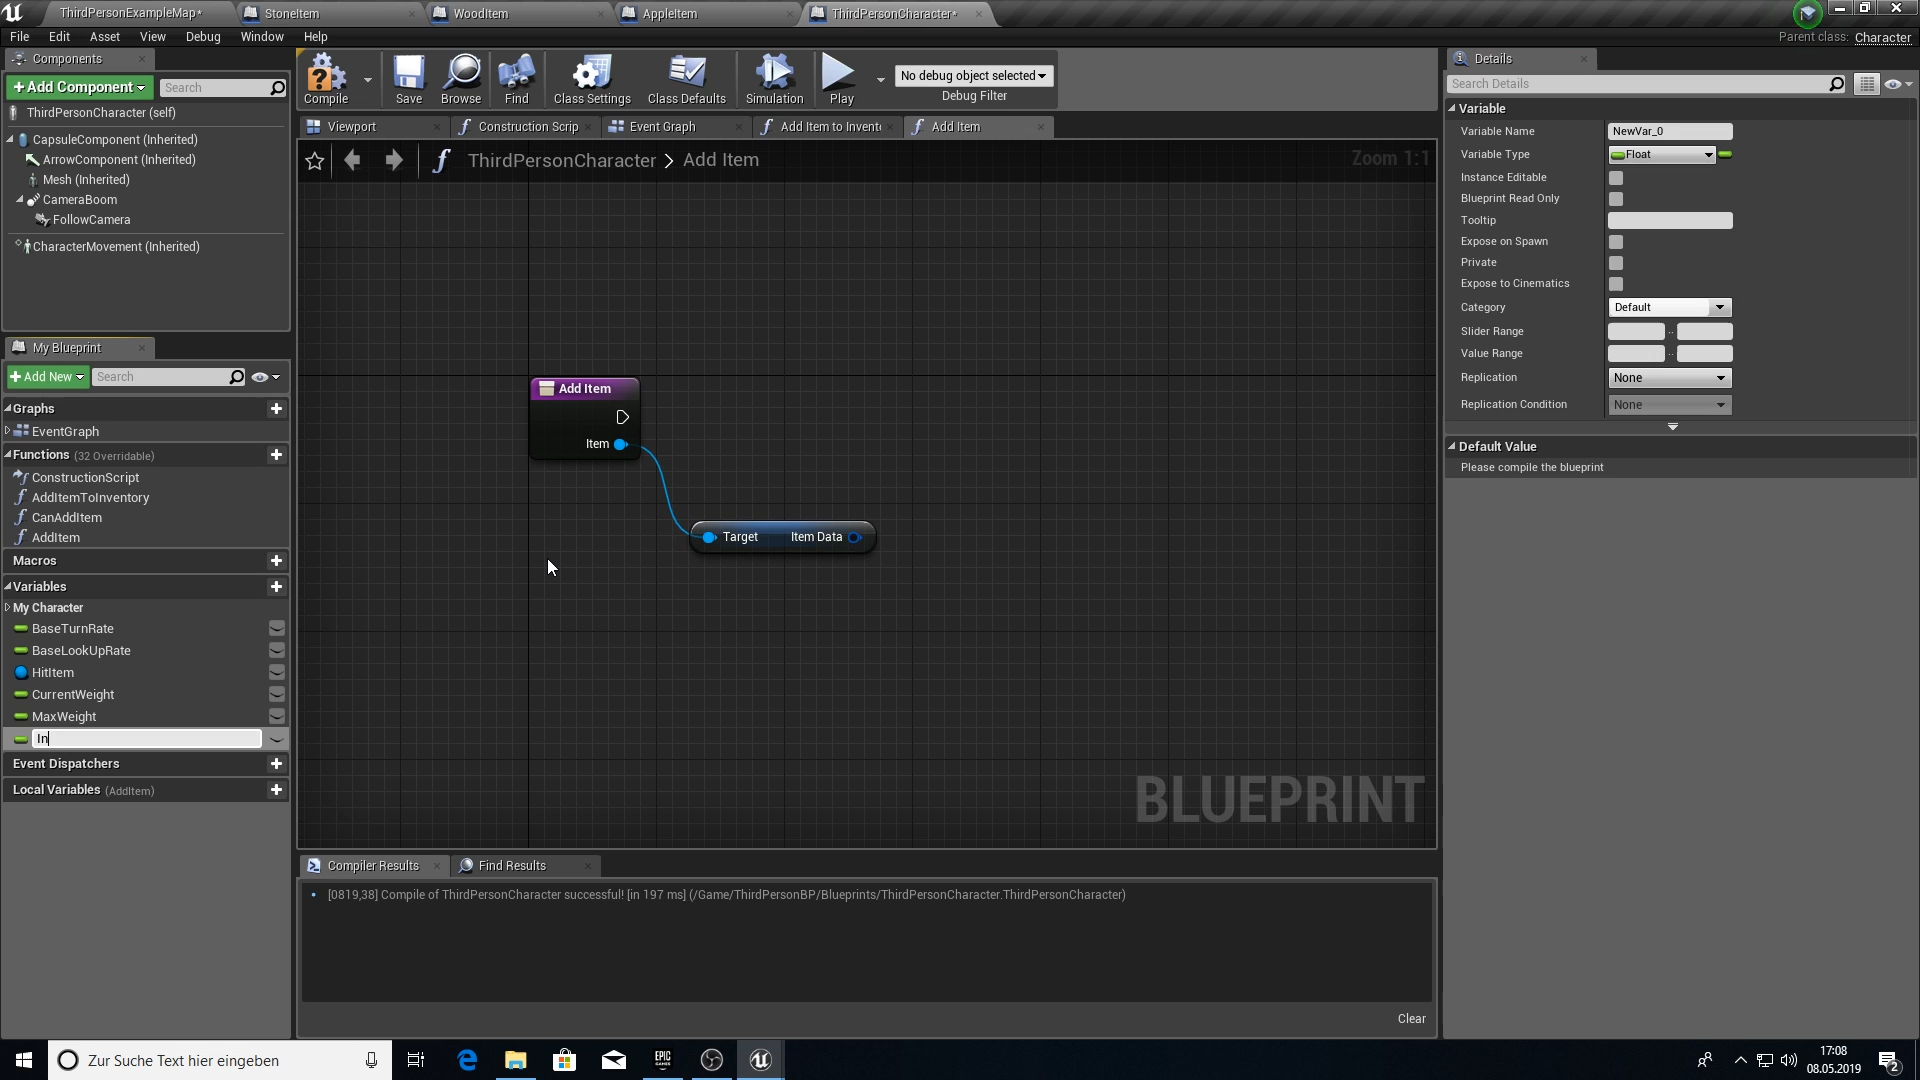 ThirdPersonExampleMap*
StoneItem
WoodItem
AppleItem
ThirdPersonCharacter*
File Edit Asset View Debug Window Help
Parent class: Character
Components
+Add Component
Search
ThirdPersonCharacter (self)
CapsuleComponent (Inherited)
ArrowComponent (Inherited)
Mesh (Inherited)
CameraBoom
FollowCamera
CharacterMovement (Inherited)
Compile
Save
Browse
Find
Class Settings
Class Defaults
Simulation
Play
No debug object selected
Debug Filter
Viewport
Construction Scrip
Event Graph
Add Item to Invent
Add Item
ThirdPersonCharacter > Add Item
Zoom 1:1
Add Item
Item
Target Item Data
BLUEPRINT
My Blueprint
+Add New
Search
Graphs
EventGraph
Functions (32 Overridable)
ConstructionScript
AddItemToInventory
CanAddItem
AddItem
Macros
Variables
My Character
BaseTurnRate
BaseLookUpRate
HitItem
CurrentWeight
MaxWeight
In
Event Dispatchers
Local Variables (AddItem)
Compiler Results
Find Results
[0819,38] Compile of ThirdPersonCharacter successful! [in 197 ms] (/Game/ThirdPersonBP/Blueprints/ThirdPersonCharacter.ThirdPersonCharacter)
Clear
Details
Search Details
Variable
Variable Name NewVar_0
Variable Type Float
Instance Editable
Blueprint Read Only
Tooltip
Expose on Spawn
Private
Expose to Cinematics
Category Default
Slider Range ..
Value Range ..
Replication None
Replication Condition None
Default Value
Please compile the blueprint
Zur Suche Text hier eingeben
EPIC
GAMES
17:08
08.05.2019
2